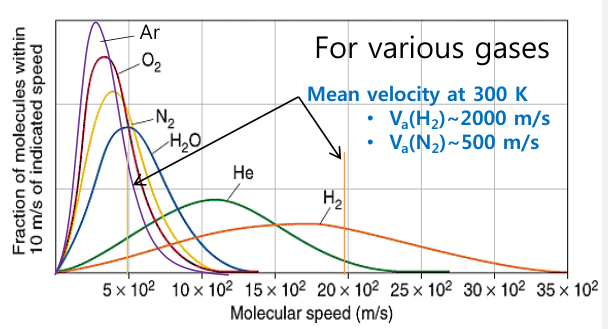 For various gases
Mean velocity at 300 K
• Vₐ(H₂)~2000 m/s
• Vₐ(N₂)~500 m/s
Ar
O₂
N₂
H₂O
He
H₂
Fraction of molecules within
10 m/s of indicated speed
5 × 10² 10 × 10² 15 × 10² 20 × 10² 25 × 10² 30 × 10² 35 × 10²
Molecular speed (m/s)